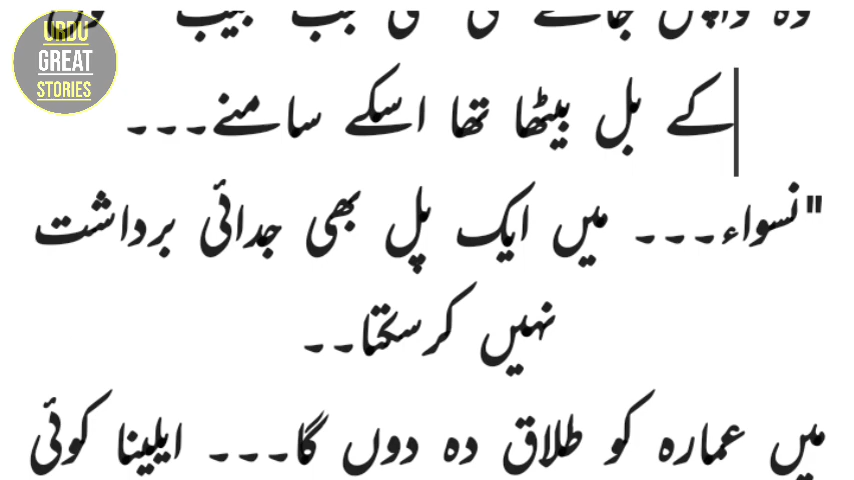 URDU
GREAT
STORIES
کے بل بیٹھا تھا اسکے سامنے۔۔۔
"نسواء۔۔۔ میں ایک پل بھی جدائی برداشت
نہیں کرسکتا۔۔
میں عمارہ کو طلاق دہ دوں گا۔۔۔ ایلینا کوئی